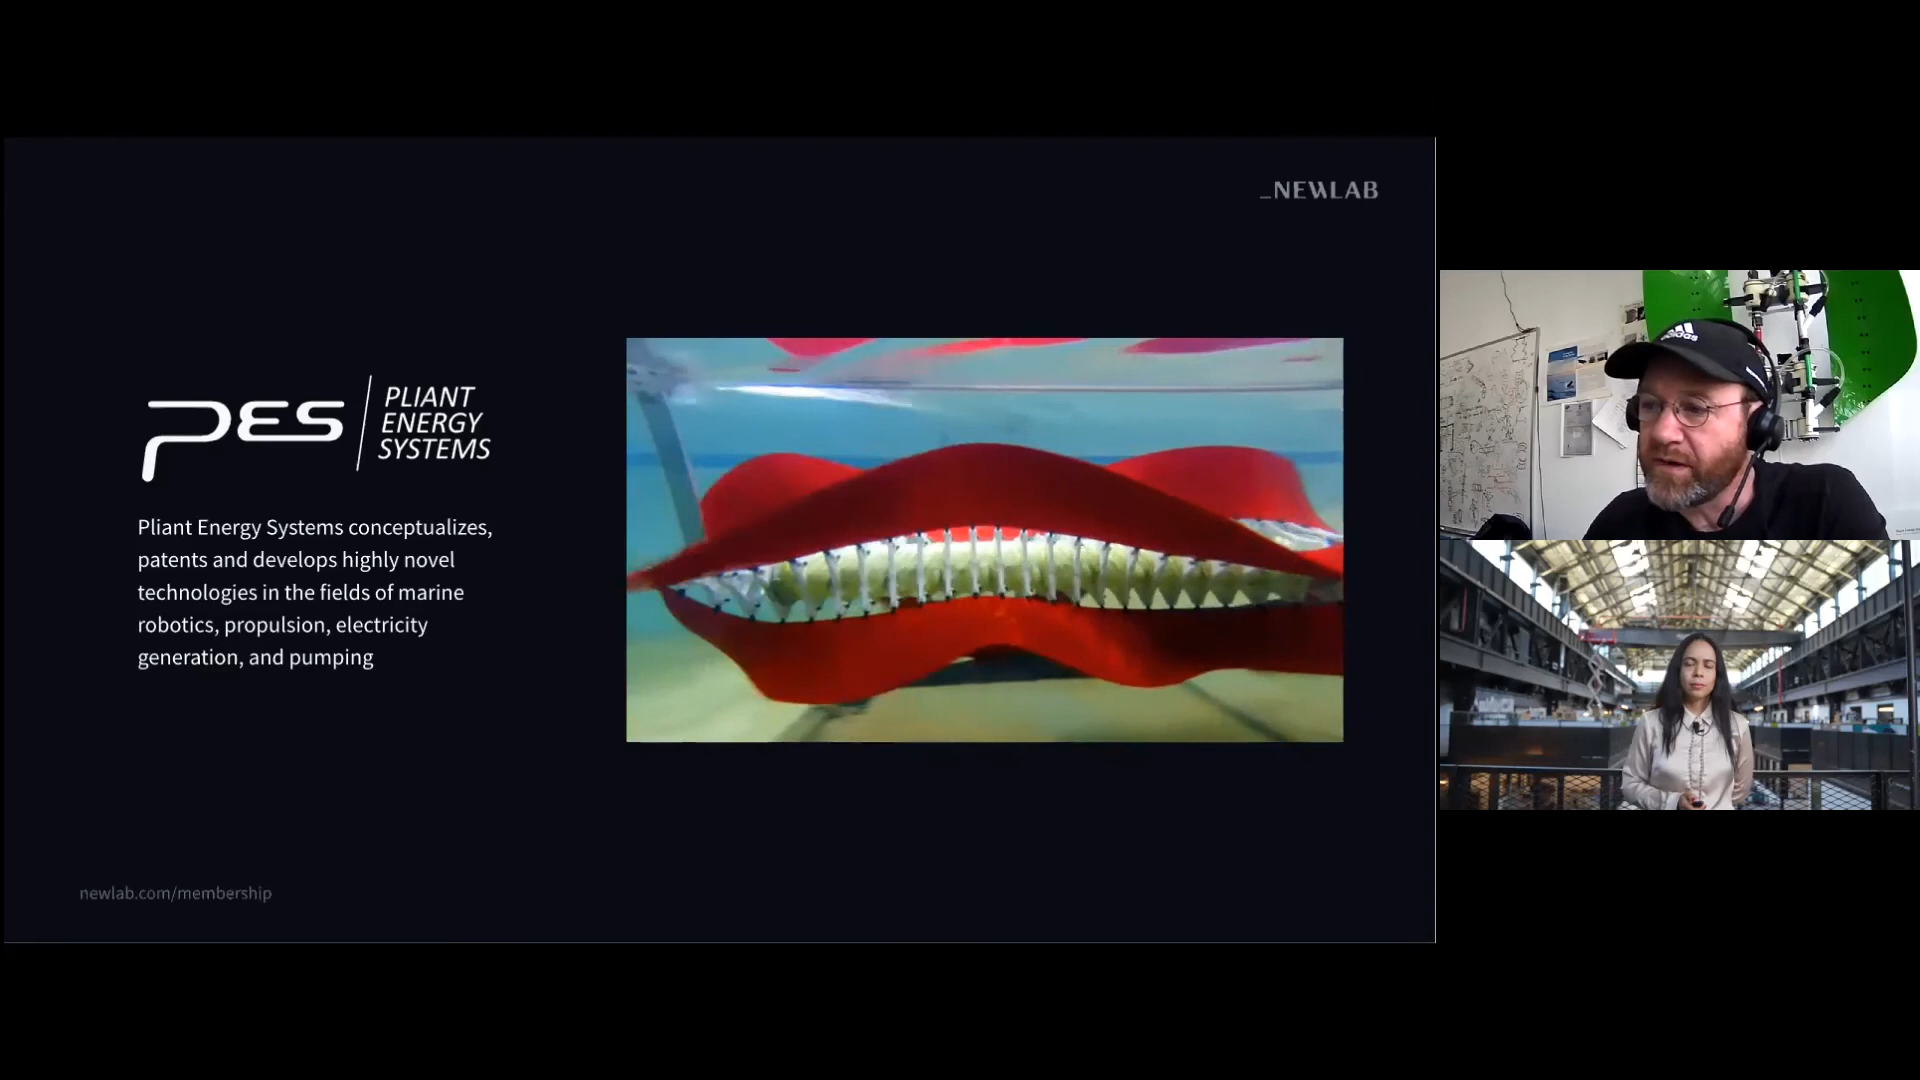 _NEWLAB
PES
PLIANT
ENERGY
SYSTEMS
Pliant Energy Systems conceptualizes,
patents and develops highly novel
technologies in the fields of marine
robotics, propulsion, electricity
generation, and pumping
newlab.com/membership
adidas